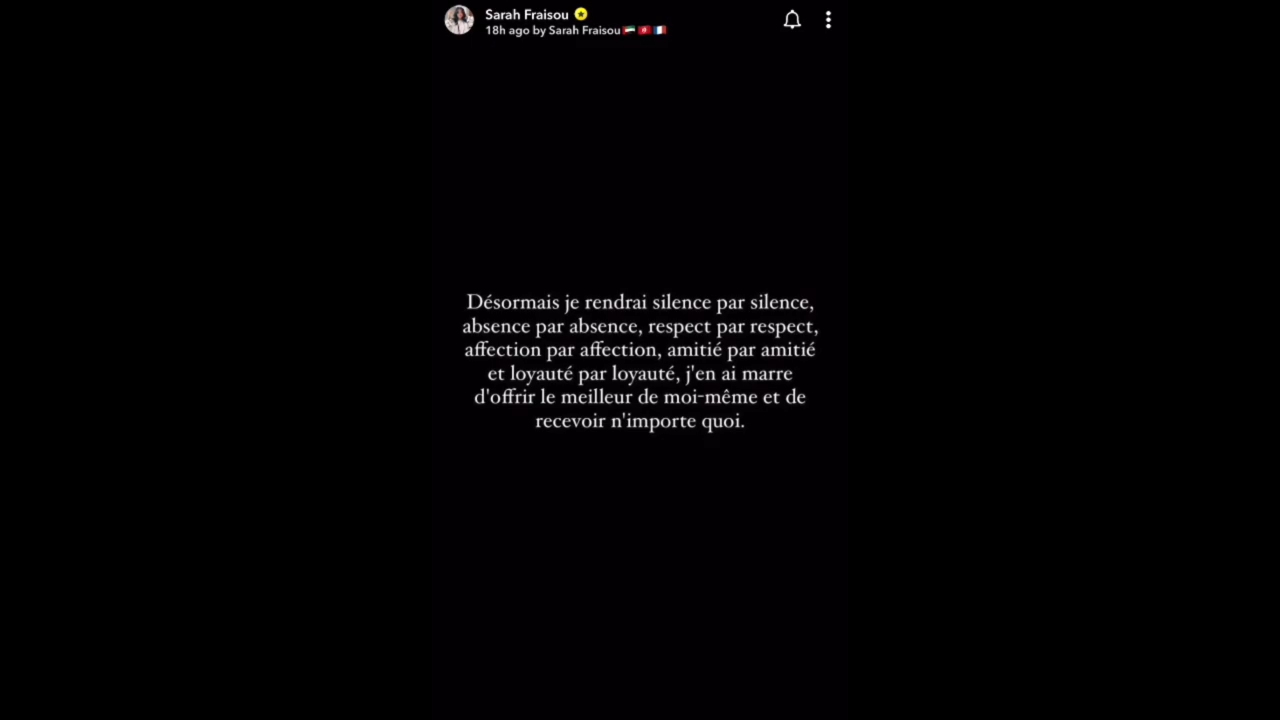 Sarah Fraisou
18h ago by Sarah Fraisou🇦🇪🇹🇳🇫🇷
Désormais je rendrai silence par silence,
absence par absence, respect par respect,
affection par affection, amitié par amitié
et loyauté par loyauté, j'en ai marre
d'offrir le meilleur de moi-même et de
recevoir n'importe quoi.